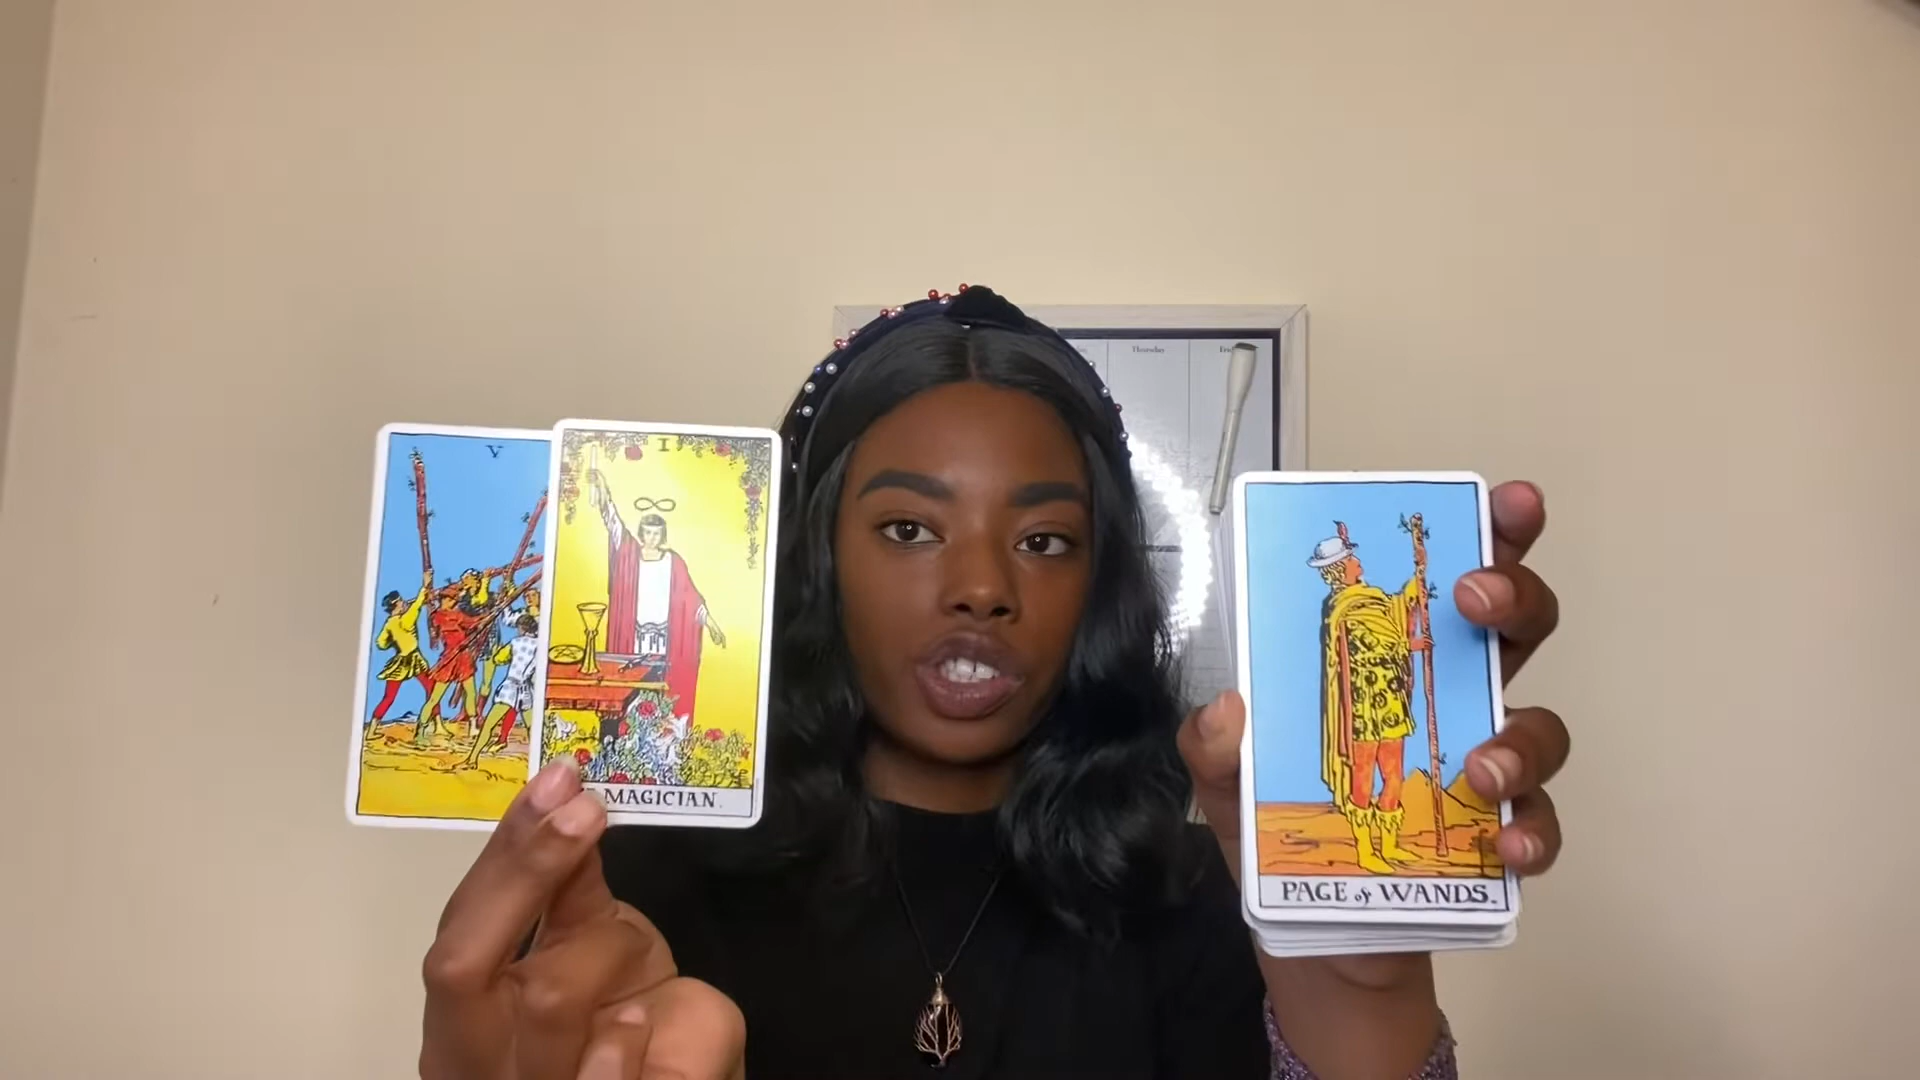 Thursday
V
I
MAGICIAN.
PAGE of WANDS.